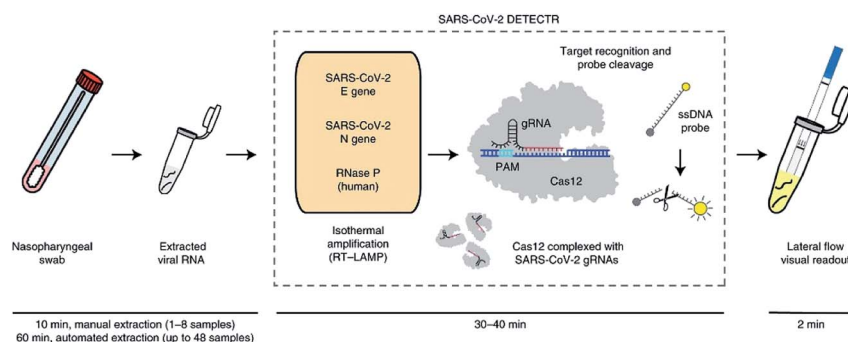 SARS-CoV-2 DETECTR
SARS-CoV-2
E gene
SARS-CoV-2
N gene
RNase P
(human)
Target recognition and
probe cleavage
gRNA
PAM
Cas12
ssDNA
probe
Nasopharyngeal
swab
Extracted
viral RNA
Isothermal
amplification
(RT–LAMP)
Cas12 complexed with
SARS-CoV-2 gRNAs
Lateral flow
visual readout
10 min, manual extraction (1–8 samples)
60 min, automated extraction (up to 48 samples)
30–40 min
2 min